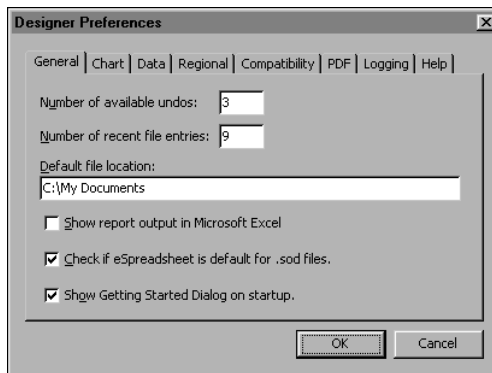 Designer Preferences
General Chart Data Regional Compatibility PDF Logging Help
Number of available undos: 3
Number of recent file entries: 9
Default file location:
C:\My Documents
Show report output in Microsoft Excel
Check if eSpreadsheet is default for .sod files.
Show Getting Started Dialog on startup.
OK Cancel